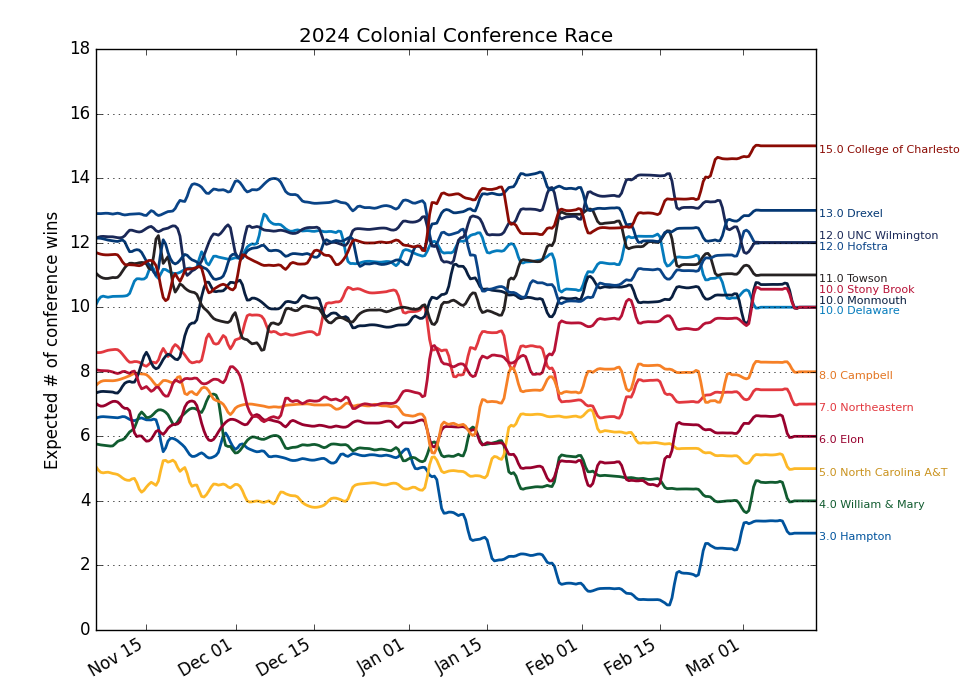 2024 Colonial Conference Race
Expected # of conference wins
18
16
14
12
10
8
6
4
2
0
15.0 College of Charlesto
13.0 Drexel
12.0 UNC Wilmington
12.0 Hofstra
11.0 Towson
10.0 Stony Brook
10.0 Monmouth
10.0 Delaware
8.0 Campbell
7.0 Northeastern
6.0 Elon
5.0 North Carolina A&T
4.0 William & Mary
3.0 Hampton
Nov 15
Dec 01
Dec 15
Jan 01
Jan 15
Feb 01
Feb 15
Mar 01